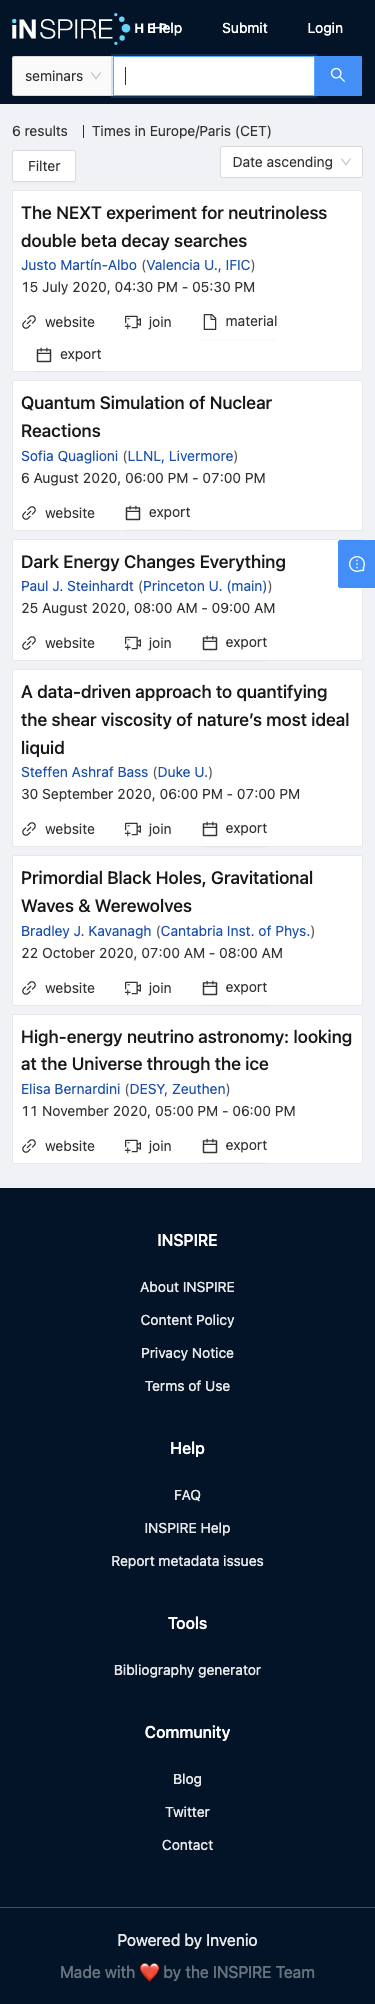 iNSPIRE HEP Help Submit Login
seminars
6 results | Times in Europe/Paris (CET)
Filter Date ascending
The NEXT experiment for neutrinoless
double beta decay searches
Justo Martín-Albo (Valencia U., IFIC)
15 July 2020, 04:30 PM - 05:30 PM
website join material
export
Quantum Simulation of Nuclear
Reactions
Sofia Quaglioni (LLNL, Livermore)
6 August 2020, 06:00 PM - 07:00 PM
website export
Dark Energy Changes Everything
Paul J. Steinhardt (Princeton U. (main))
25 August 2020, 08:00 AM - 09:00 AM
website join export
A data-driven approach to quantifying
the shear viscosity of nature’s most ideal
liquid
Steffen Ashraf Bass (Duke U.)
30 September 2020, 06:00 PM - 07:00 PM
website join export
Primordial Black Holes, Gravitational
Waves & Werewolves
Bradley J. Kavanagh (Cantabria Inst. of Phys.)
22 October 2020, 07:00 AM - 08:00 AM
website join export
High-energy neutrino astronomy: looking
at the Universe through the ice
Elisa Bernardini (DESY, Zeuthen)
11 November 2020, 05:00 PM - 06:00 PM
website join export
INSPIRE
About INSPIRE
Content Policy
Privacy Notice
Terms of Use
Help
FAQ
INSPIRE Help
Report metadata issues
Tools
Bibliography generator
Community
Blog
Twitter
Contact
Powered by Invenio
Made with ❤️ by the INSPIRE Team